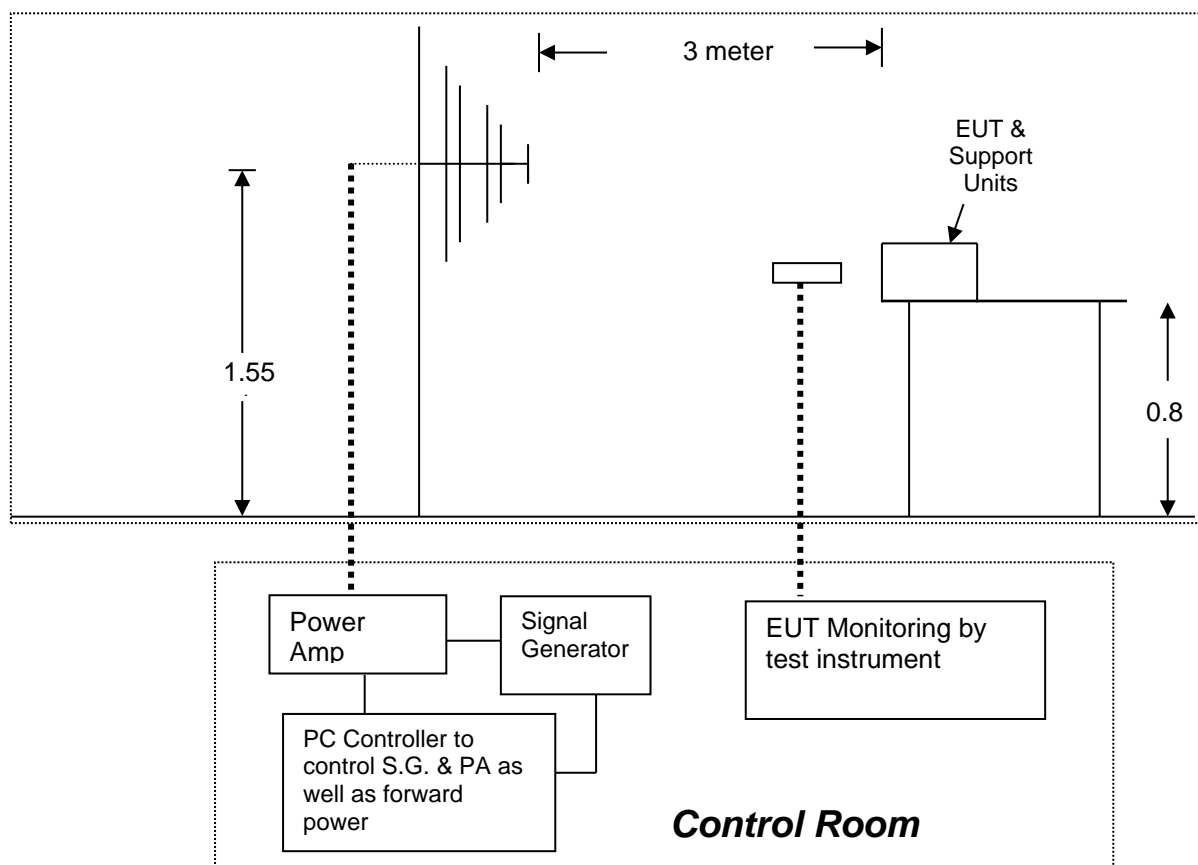 3 meter
EUT &
Support
Units
1.55
0.8
Power
Amp
Signal
Generator
EUT Monitoring by
test instrument
PC Controller to
control S.G. & PA as
well as forward
power
Control Room